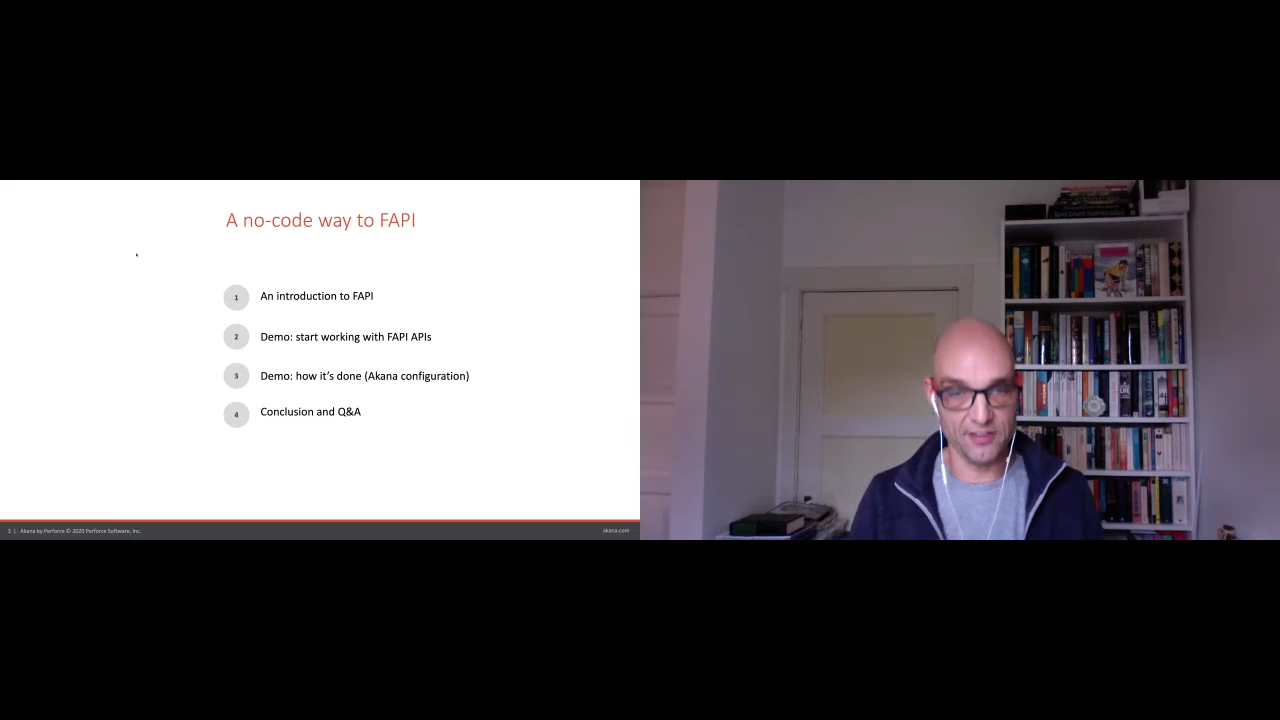 A no-code way to FAPI
1 An introduction to FAPI
2 Demo: start working with FAPI APIs
3 Demo: how it's done (Akana configuration)
4 Conclusion and Q&A
3 | Akana by Perforce © 2020 Perforce Software, Inc.
akana.com